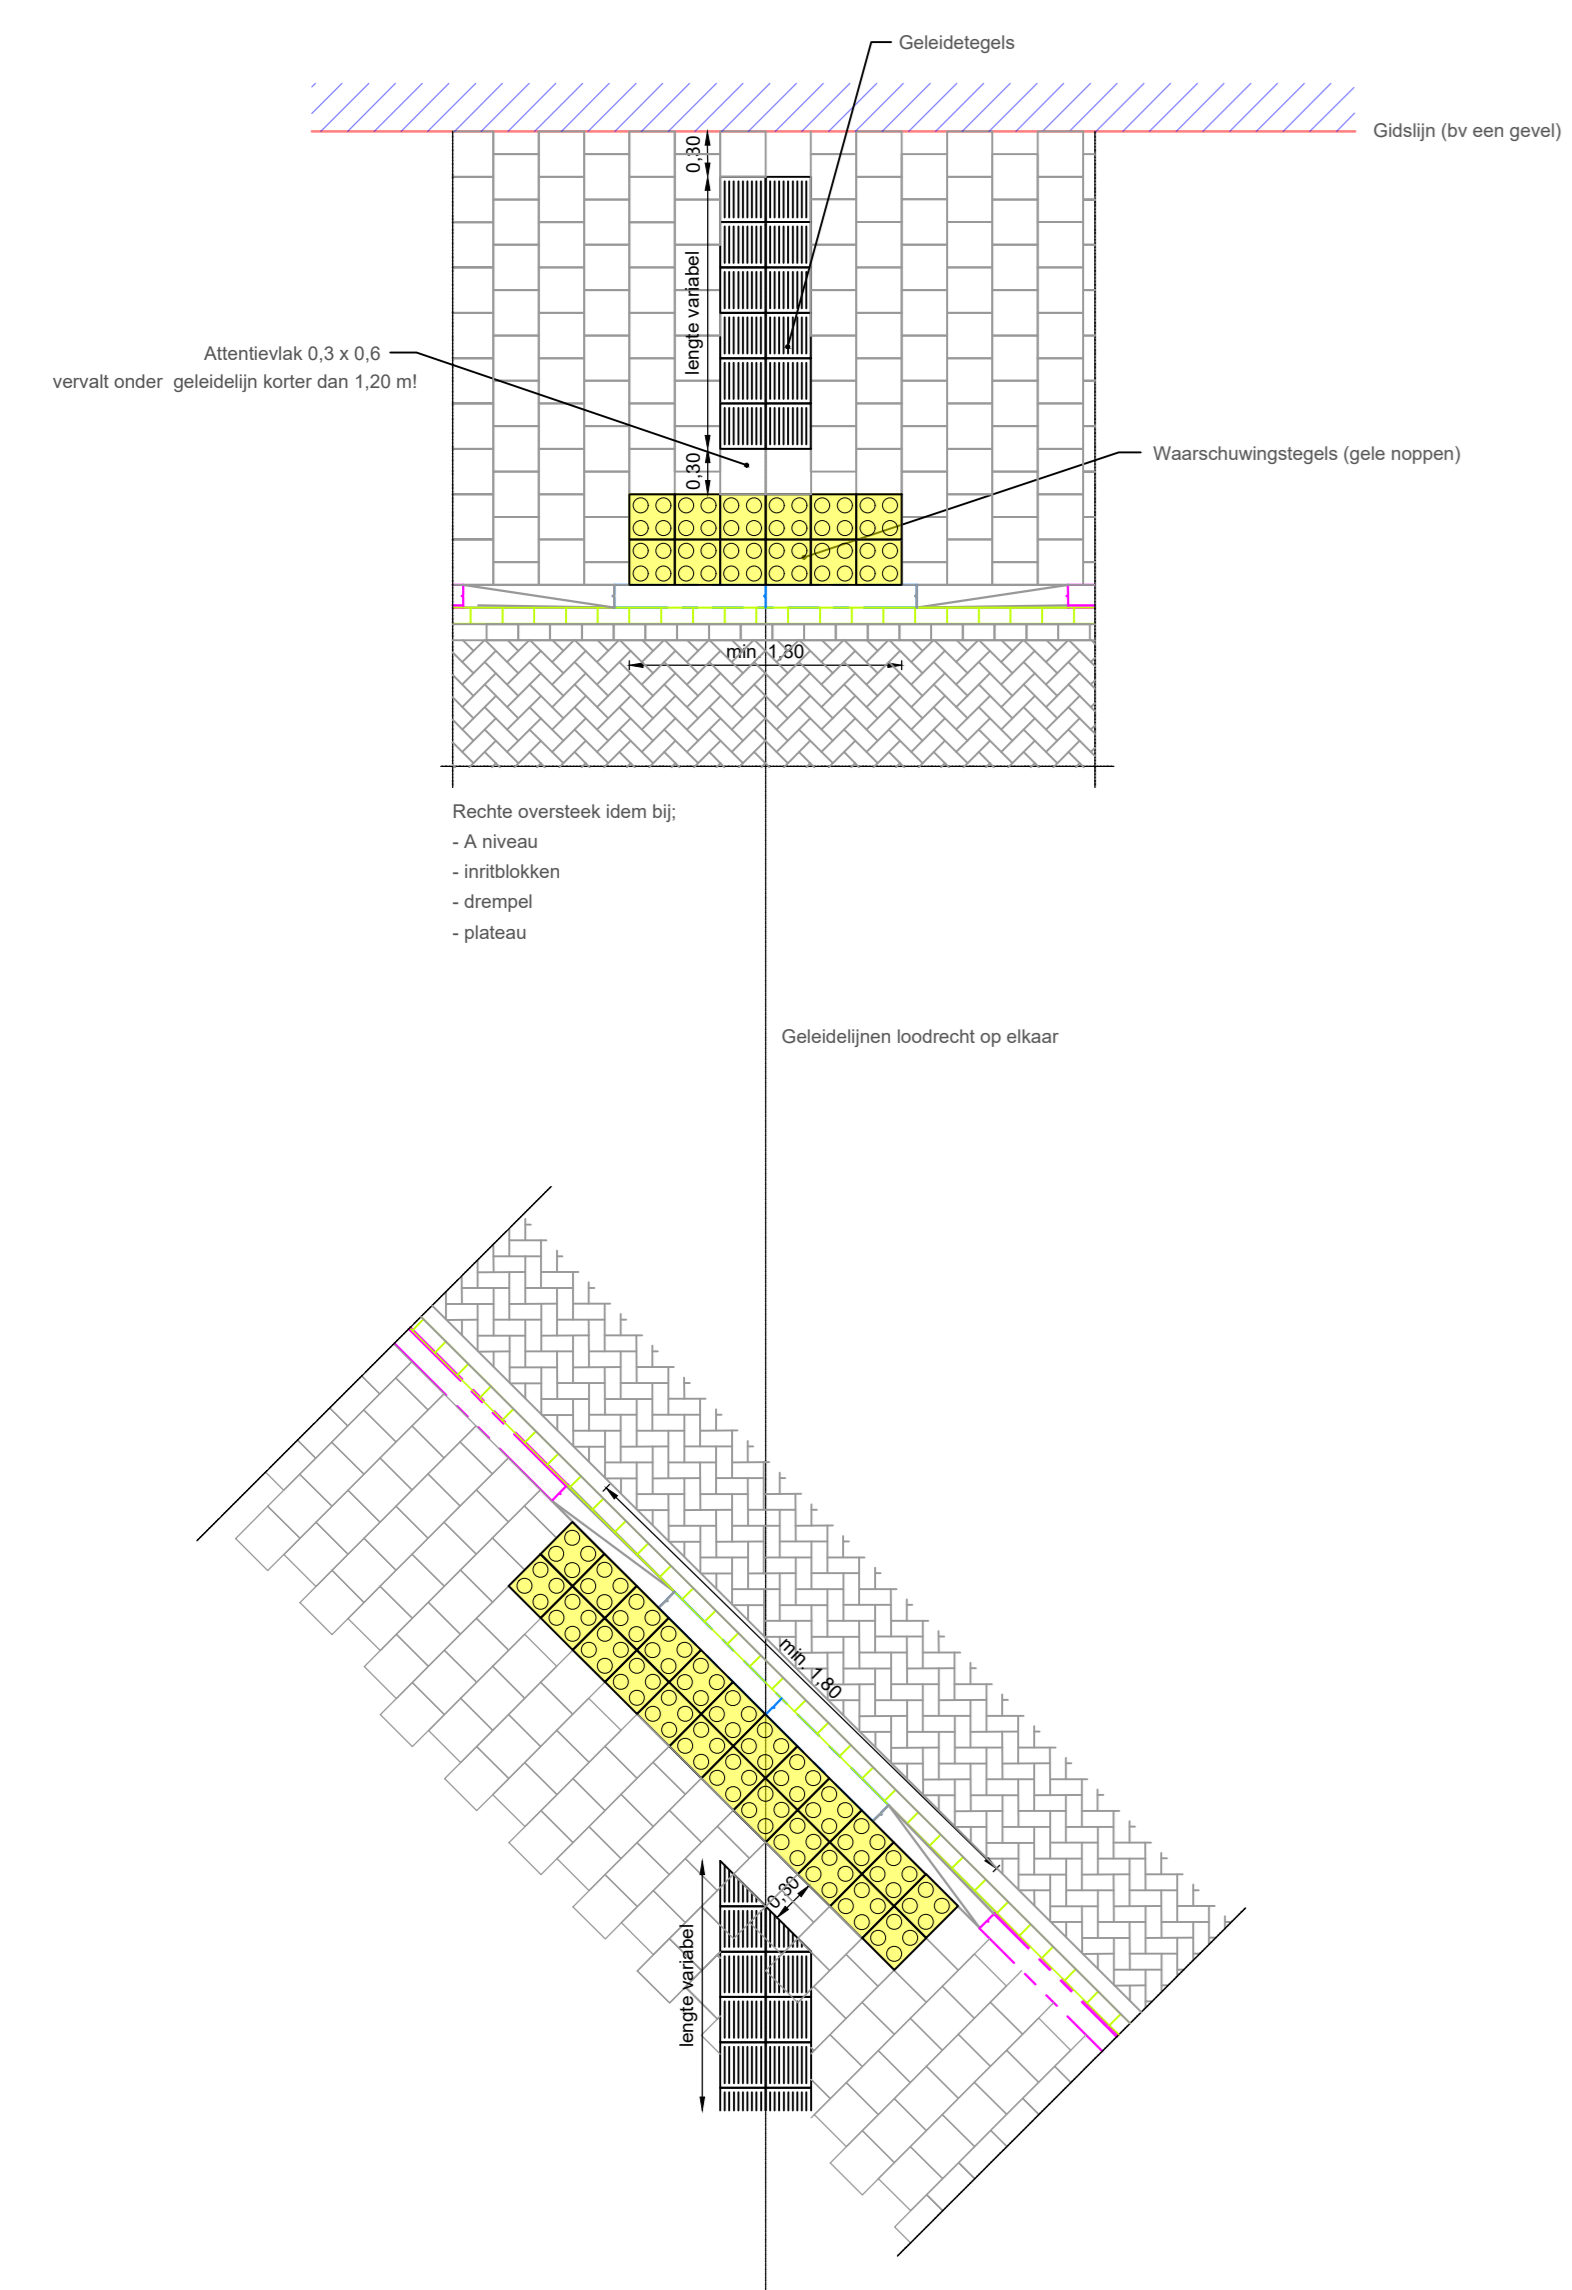 Geleidetegels
Gidslijn (bv een gevel)
0,30
lengte variabel
Attentievlak 0,3 x 0,6
vervalt onder geleidelijn korter dan 1,20 m!
0,30
Waarschuwingstegels (gele noppen)
min. 1,80
Rechte oversteek idem bij;
- A niveau
- inritblokken
- drempel
- plateau
Geleidelijnen loodrecht op elkaar
min. 1,80
0,30
lengte variabel